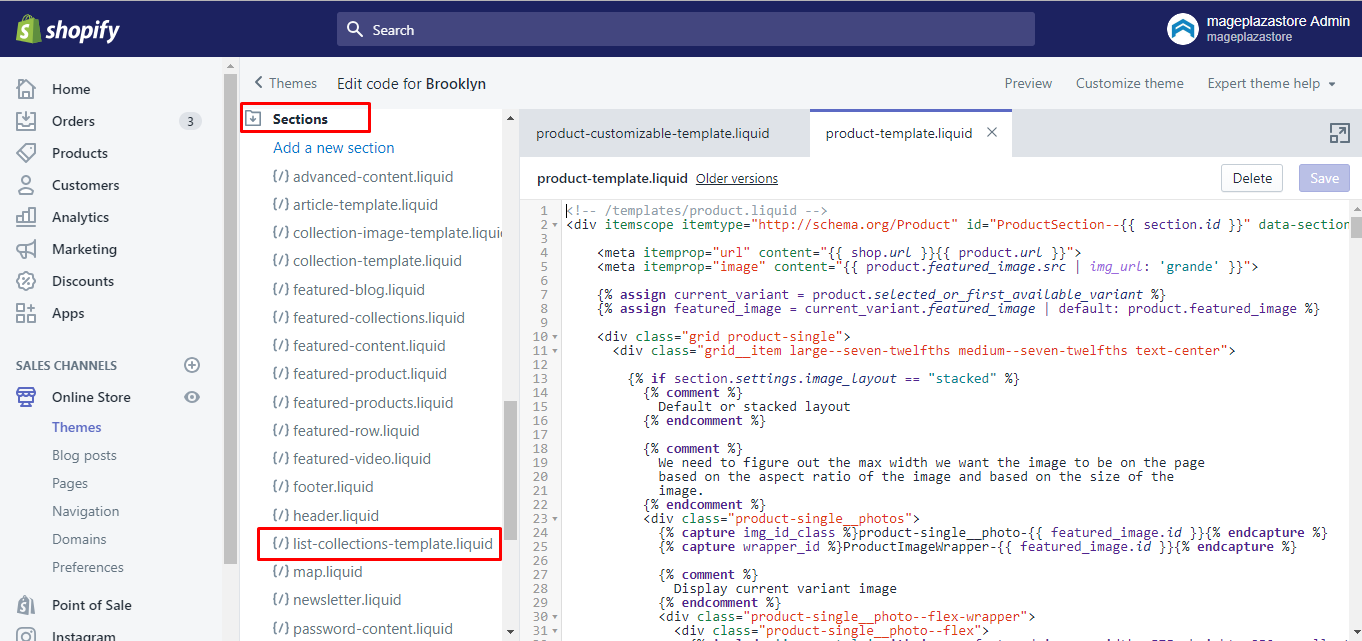 shopify
Search
mageplazastore Admin
mageplazastore
Home
Orders 3
Products
Customers
Analytics
Marketing
Discounts
Apps
SALES CHANNELS
Online Store
Themes
Blog posts
Pages
Navigation
Domains
Preferences
Point of Sale
Instagram
Themes Edit code for Brooklyn
Preview Customize theme Expert theme help
Sections
Add a new section
{/} advanced-content.liquid
{/} article-template.liquid
{/} collection-image-template.liquid
{/} collection-template.liquid
{/} featured-blog.liquid
{/} featured-collections.liquid
{/} featured-content.liquid
{/} featured-product.liquid
{/} featured-products.liquid
{/} featured-row.liquid
{/} featured-video.liquid
{/} footer.liquid
{/} header.liquid
{/} list-collections-template.liquid
{/} map.liquid
{/} newsletter.liquid
{/} password-content.liquid
product-customizable-template.liquid product-template.liquid ×
product-template.liquid Older versions Delete Save
1 <!-- /templates/product.liquid -->
2 <div itemscope itemtype="http://schema.org/Product" id="ProductSection--{{ section.id }}" data-section
3
4 <meta itemprop="url" content="{{ shop.url }}{{ product.url }}">
5 <meta itemprop="image" content="{{ product.featured_image.src | img_url: 'grande' }}">
6
7 {% assign current_variant = product.selected_or_first_available_variant %}
8 {% assign featured_image = current_variant.featured_image | default: product.featured_image %}
9
10 <div class="grid product-single">
11 <div class="grid__item large--seven-twelfths medium--seven-twelfths text-center">
12
13 {% if section.settings.image_layout == "stacked" %}
14 {% comment %}
15 Default or stacked layout
16 {% endcomment %}
17
18 {% comment %}
19 We need to figure out the max width we want the image to be on the page
20 based on the aspect ratio of the image and based on the size of the
21 image.
22 {% endcomment %}
23 <div class="product-single__photos">
24 {% capture img_id_class %}product-single__photo-{{ featured_image.id }}{% endcapture %}
25 {% capture wrapper_id %}ProductImageWrapper-{{ featured_image.id }}{% endcapture %}
26
27 {% comment %}
28 Display current variant image
29 {% endcomment %}
30 <div class="product-single__photo--flex-wrapper">
31 <div class="product-single__photo--flex">